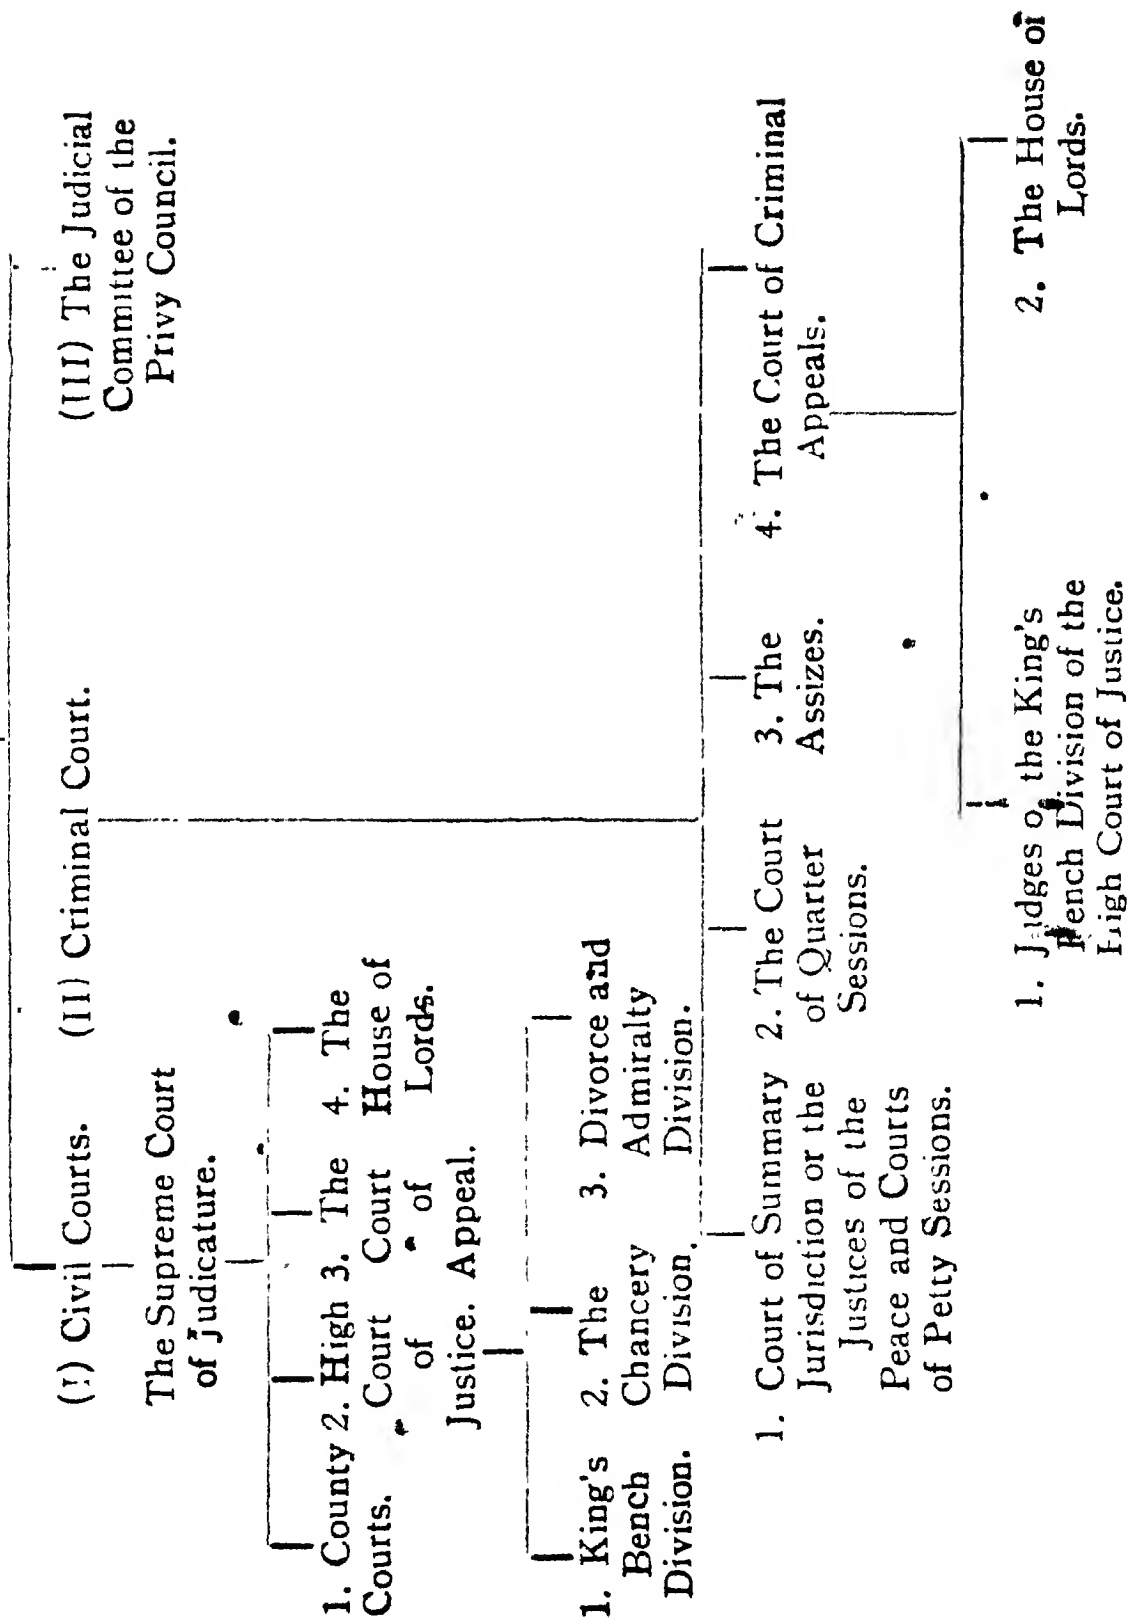 (I) Civil Courts.
(II) Criminal Court.
(III) The Judicial
Committee of the
Privy Council.
The Supreme Court
of Judicature.
1. County
Courts.
2. High
Court
of
Justice.
3. The
Court
of
Appeal.
4. The
House of
Lords.
1. King's
Bench
Division.
2. The
Chancery
Division.
3. Divorce and
Admiralty
Division.
1. Court of Summary
Jurisdiction or the
Justices of the
Peace and Courts
of Petty Sessions.
2. The Court
of Quarter
Sessions.
3. The
Assizes.
4. The Court of Criminal
Appeals.
1. Judges of the King's
Bench Division of the
High Court of Justice.
2. The House of
Lords.